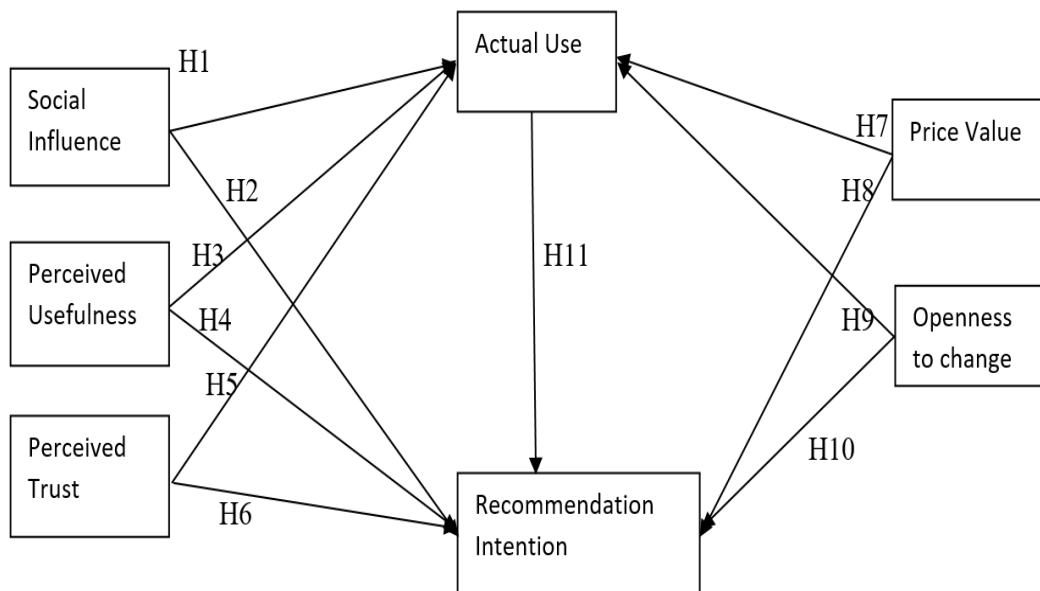 Actual Use
H1
Social
Influence
H7
Price Value
H2
H8
H3
H11
Perceived
Usefulness
H4
H9
Openness
to change
H5
Perceived
Trust
H10
H6
Recommendation
Intention